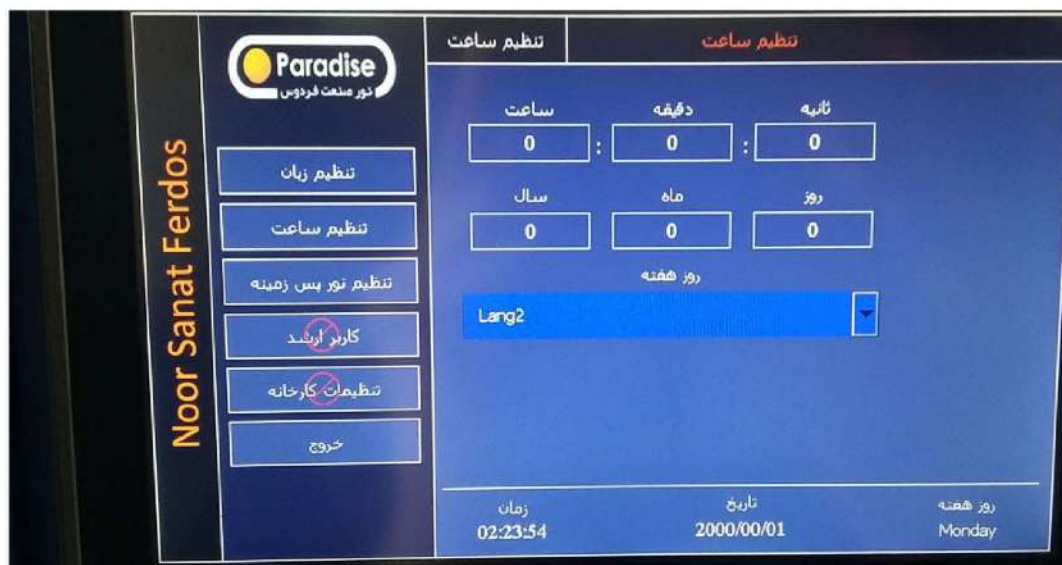 Noor Sanat Ferdos
Paradise
نور صنعت فردوس
تنظیم زبان
تنظیم ساعت
تنظیم نور پس زمینه
کاربر ارشد
تنظیمات کارخانه
خروج
تنظیم ساعت
تنظیم ساعت
ساعت دقیقه ثانیه
0 : 0 : 0
سال ماه روز
0 0 0
روز هفته
Lang2
زمان تاریخ روز هفته
02:23:54 2000/00/01 Monday